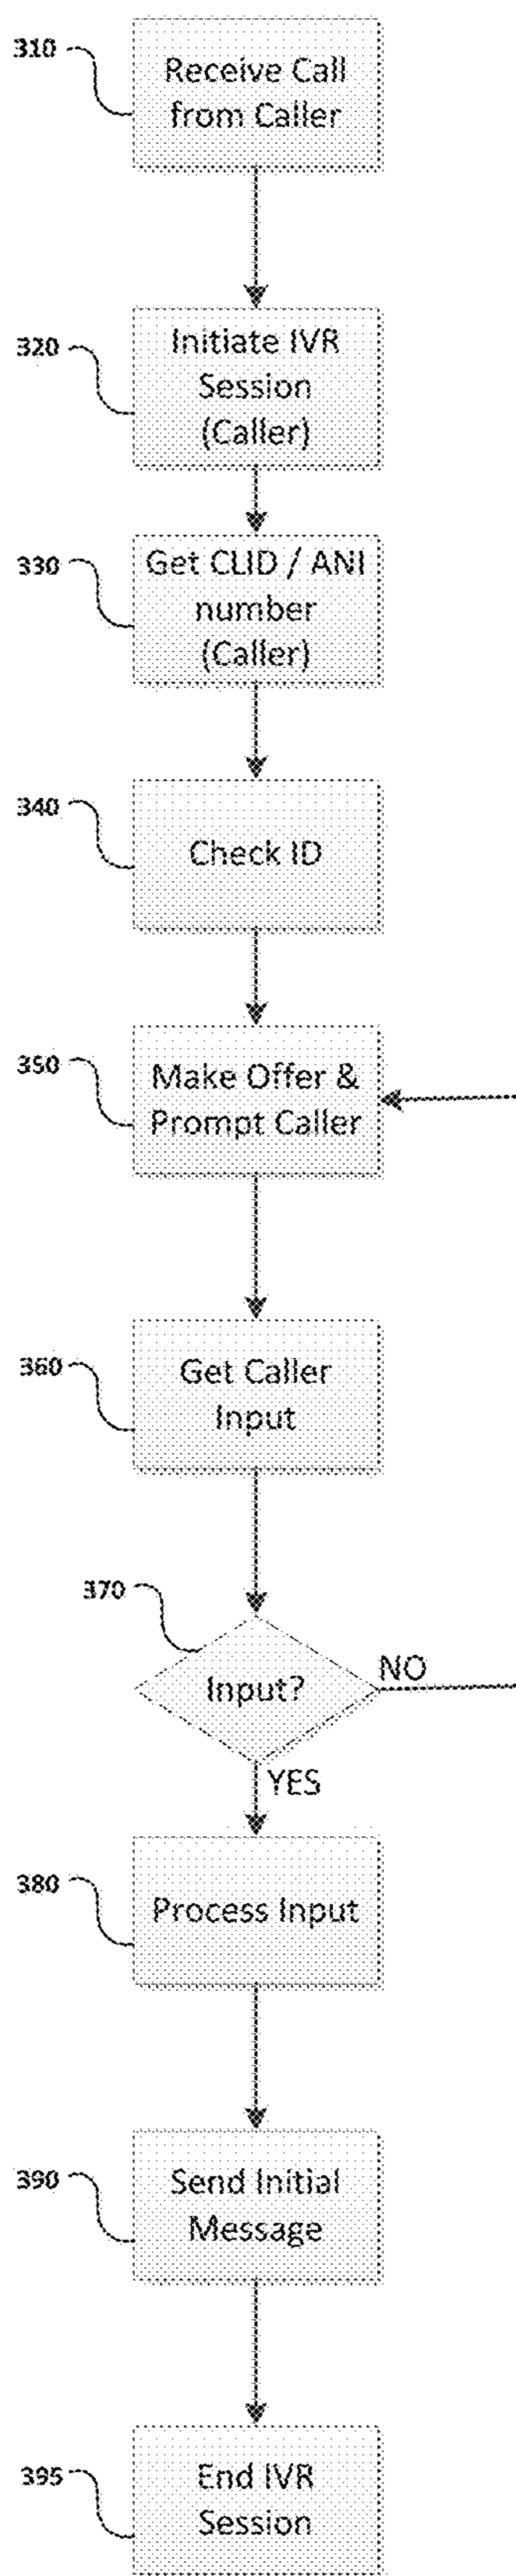 310
Receive Call
from Caller
320
Initiate IVR
Session
(Caller)
330
Get CLID / ANI
number
(Caller)
340
Check ID
350
Make Offer &
Prompt Caller
360
Get Caller
Input
370
Input?
NO
YES
380
Process Input
390
Send Initial
Message
395
End IVR
Session